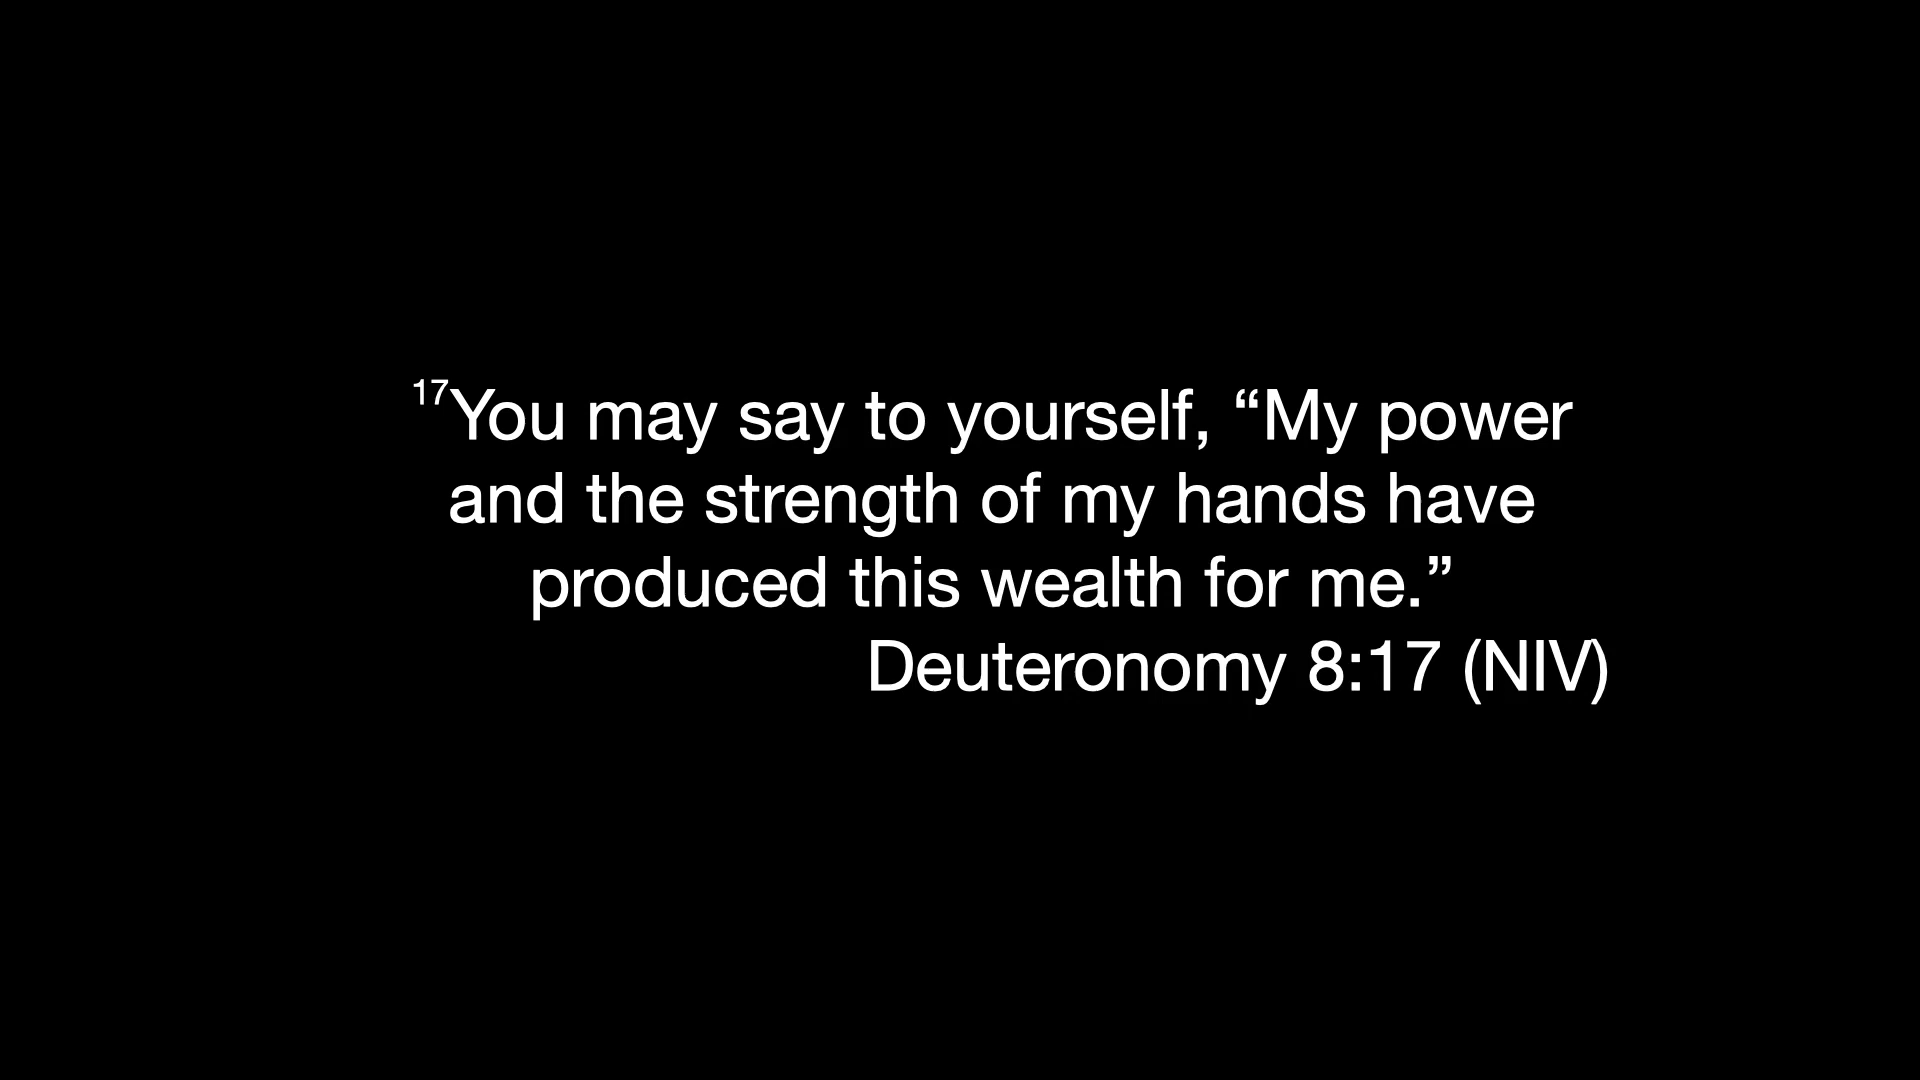 17You may say to yourself, “My power
and the strength of my hands have
produced this wealth for me.”
Deuteronomy 8:17 (NIV)